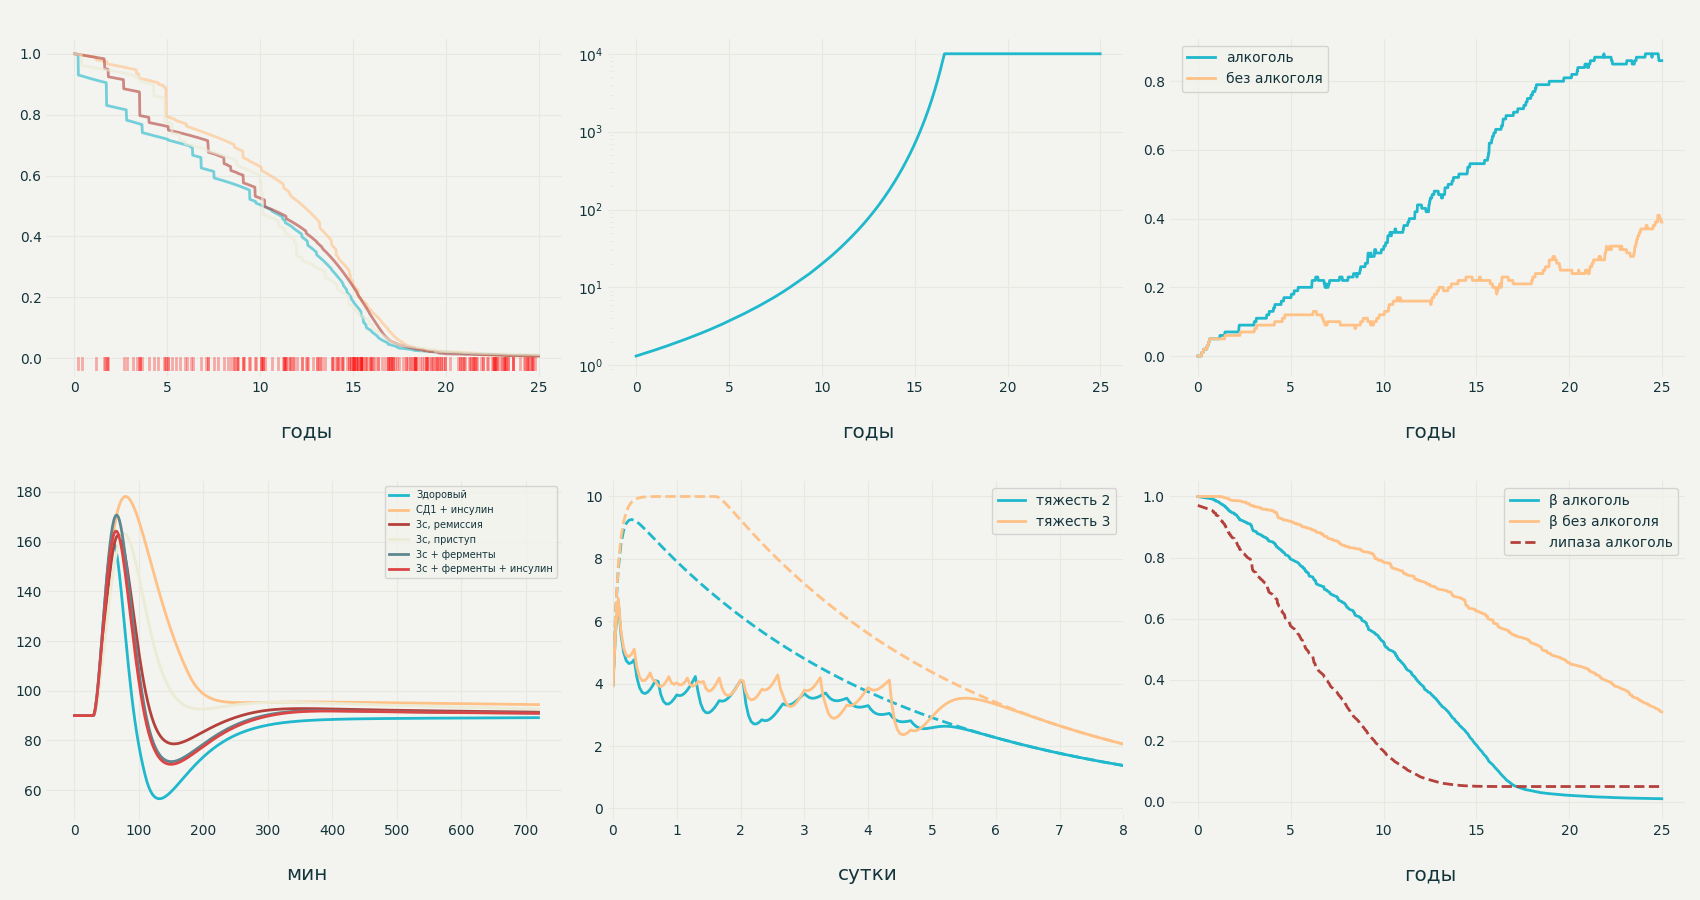 1.0
0.8
0.6
0.4
0.2
0.0
0 5 10 15 20 25
годы
10⁴
10³
10²
10¹
10⁰
0 5 10 15 20 25
годы
алкоголь
без алкоголя
0.8
0.6
0.4
0.2
0.0
0 5 10 15 20 25
годы
Здоровый
СД1 + инсулин
3с, ремиссия
3с, приступ
3с + ферменты
3с + ферменты + инсулин
180
160
140
120
100
80
60
0 100 200 300 400 500 600 700
мин
тяжесть 2
тяжесть 3
10
8
6
4
2
0
0 1 2 3 4 5 6 7 8
сутки
β алкоголь
β без алкоголя
липаза алкоголь
1.0
0.8
0.6
0.4
0.2
0.0
0 5 10 15 20 25
годы